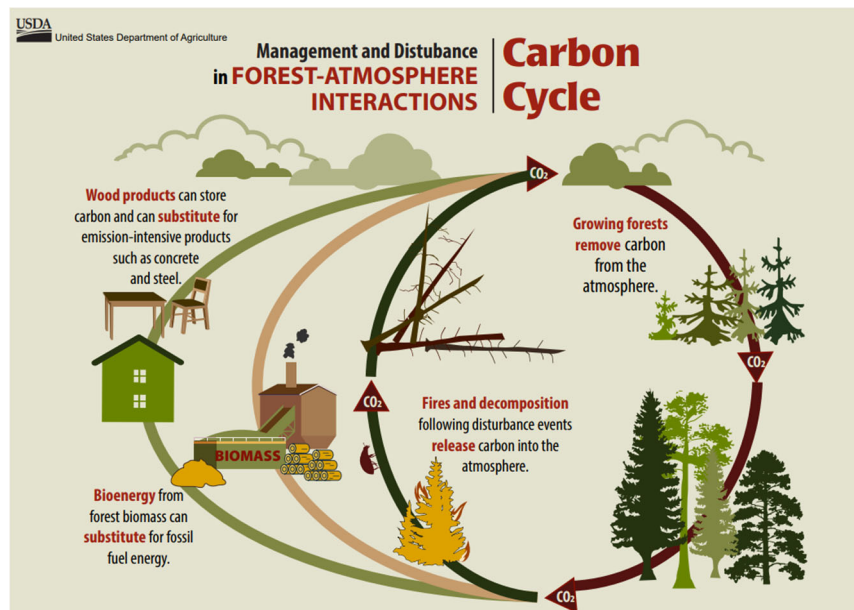 USDA
United States Department of Agriculture
Management and Distubance
in FOREST-ATMOSPHERE
INTERACTIONS
Carbon
Cycle
CO₂
Wood products can store
carbon and can substitute for
emission-intensive products
such as concrete
and steel.
Growing forests
remove carbon
from the
atmosphere.
CO₂
CO₂
Fires and decomposition
following disturbance events
release carbon into the
atmosphere.
BIOMASS
Bioenergy from
forest biomass can
substitute for fossil
fuel energy.
CO₂